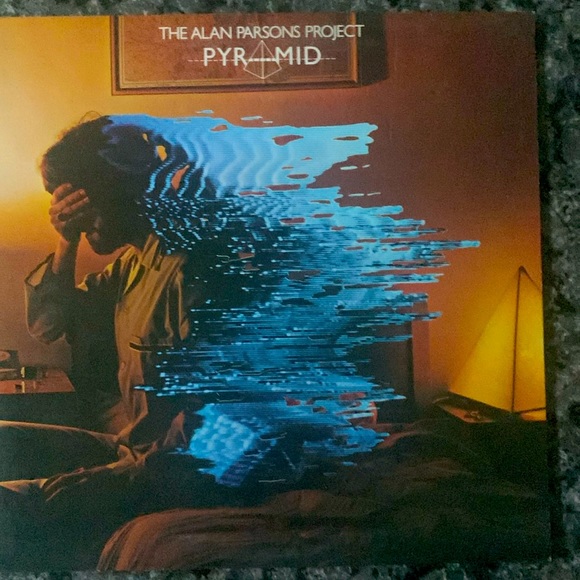 THE ALAN PARSONS PROJECT
PYRAMID